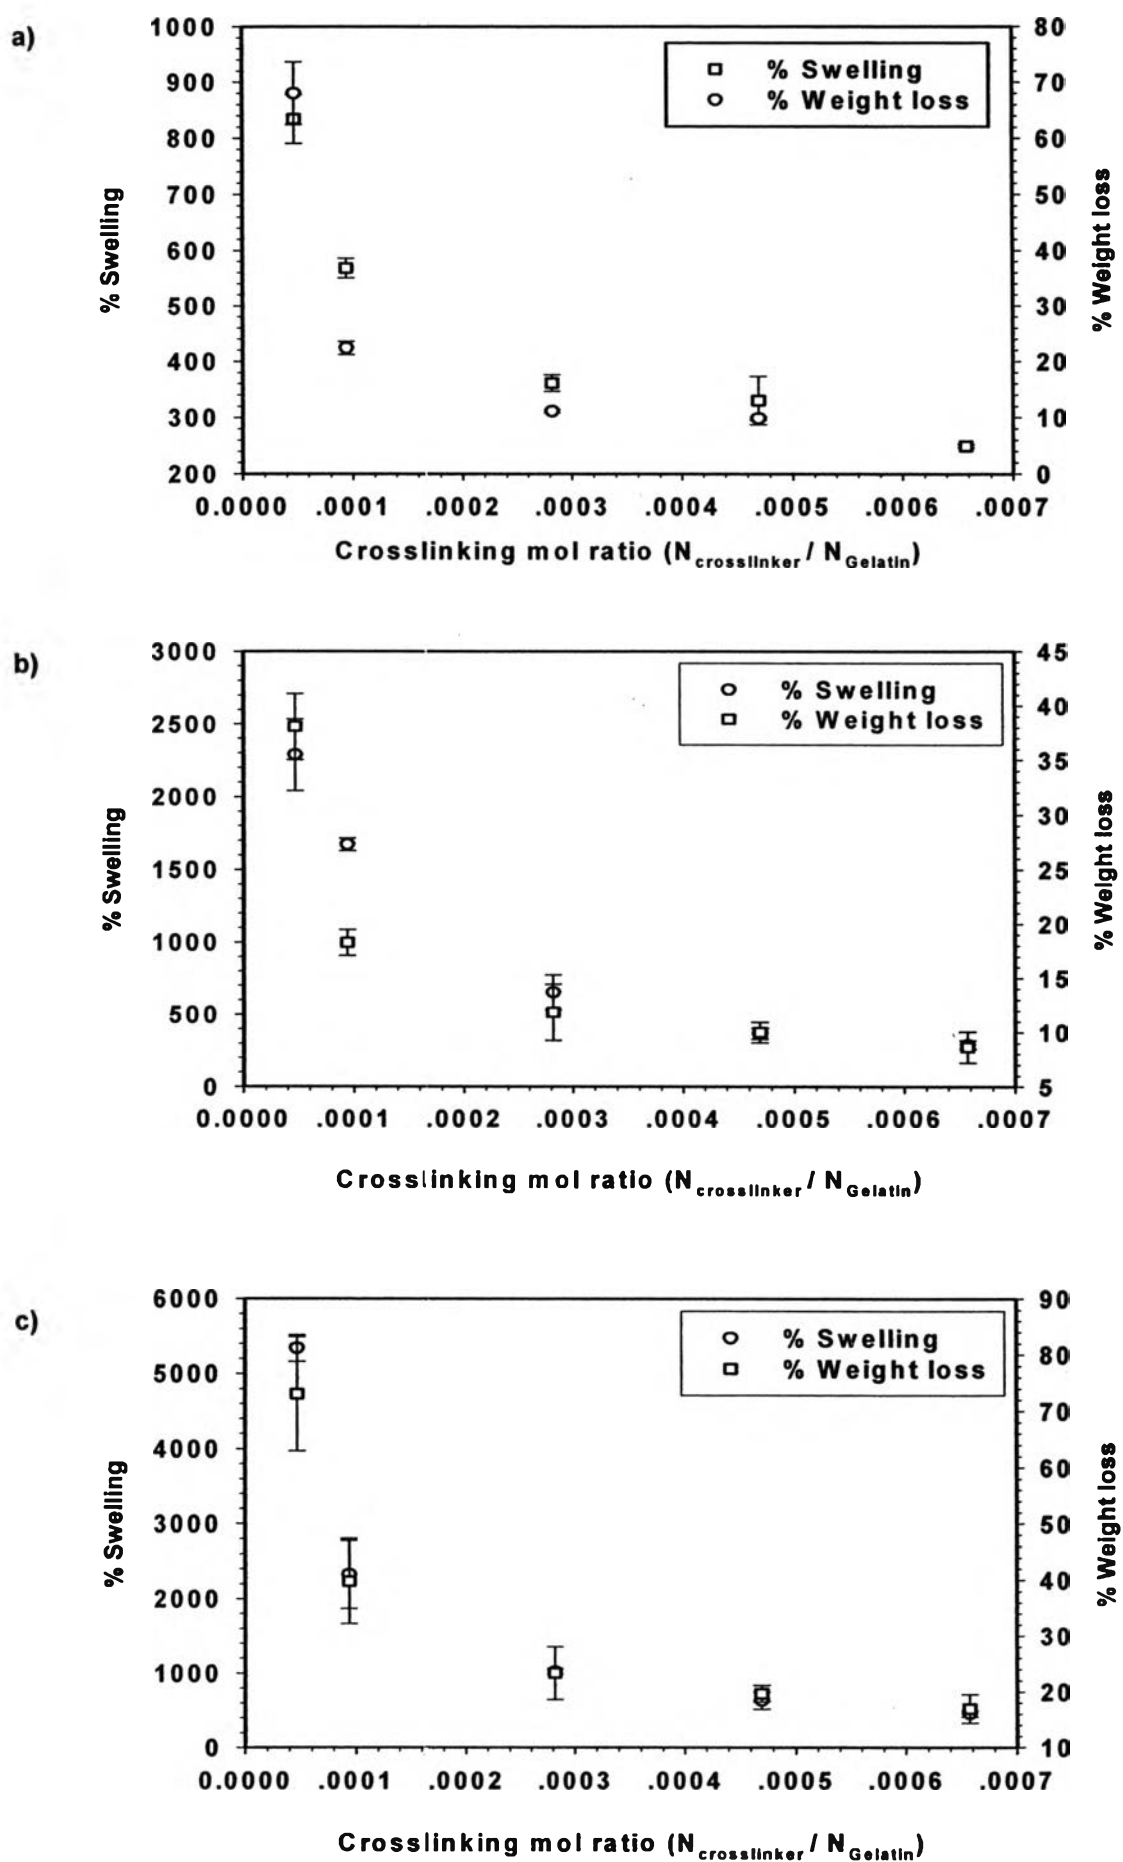 a)
1000
900
800
700
600
500
400
300
200
% Swelling
80
70
60
50
40
30
20
10
0
% Weight loss
% Swelling
% Weight loss
0.0000 .0001 .0002 .0003 .0004 .0005 .0006 .0007
Crosslinking mol ratio (Ncrosslinker / NGelatin)
b)
3000
2500
2000
1500
1000
500
0
% Swelling
45
40
35
30
25
20
15
10
5
% Weight loss
% Swelling
% Weight loss
0.0000 .0001 .0002 .0003 .0004 .0005 .0006 .0007
Crosslinking mol ratio (Ncrosslinker / NGelatin)
c)
6000
5000
4000
3000
2000
1000
0
% Swelling
90
80
70
60
50
40
30
20
10
% Weight loss
% Swelling
% Weight loss
0.0000 .0001 .0002 .0003 .0004 .0005 .0006 .0007
Crosslinking mol ratio (Ncrosslinker / NGelatin)